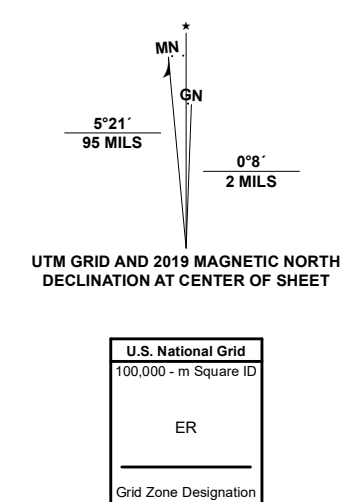 ★
MN
GN
5°21´
95 MILS
0°8´
2 MILS
UTM GRID AND 2019 MAGNETIC NORTH
DECLINATION AT CENTER OF SHEET
U.S. National Grid
100,000 - m Square ID
ER
Grid Zone Designation